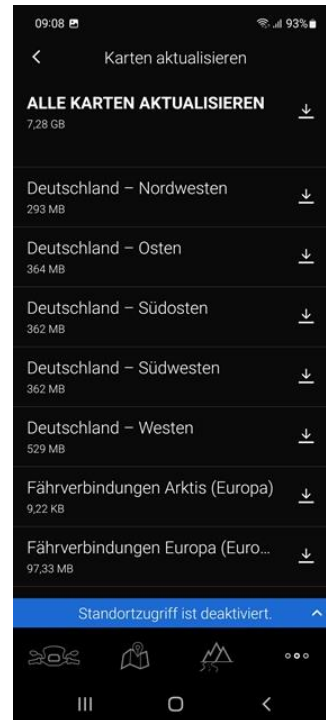 09:08
93%
Karten aktualisieren
ALLE KARTEN AKTUALISIEREN
7,28 GB
Deutschland – Nordwesten
293 MB
Deutschland – Osten
364 MB
Deutschland – Südosten
362 MB
Deutschland – Südwesten
362 MB
Deutschland – Westen
529 MB
Fährverbindungen Arktis (Europa)
9,22 KB
Fährverbindungen Europa (Euro...
97,33 MB
Standortzugriff ist deaktiviert.